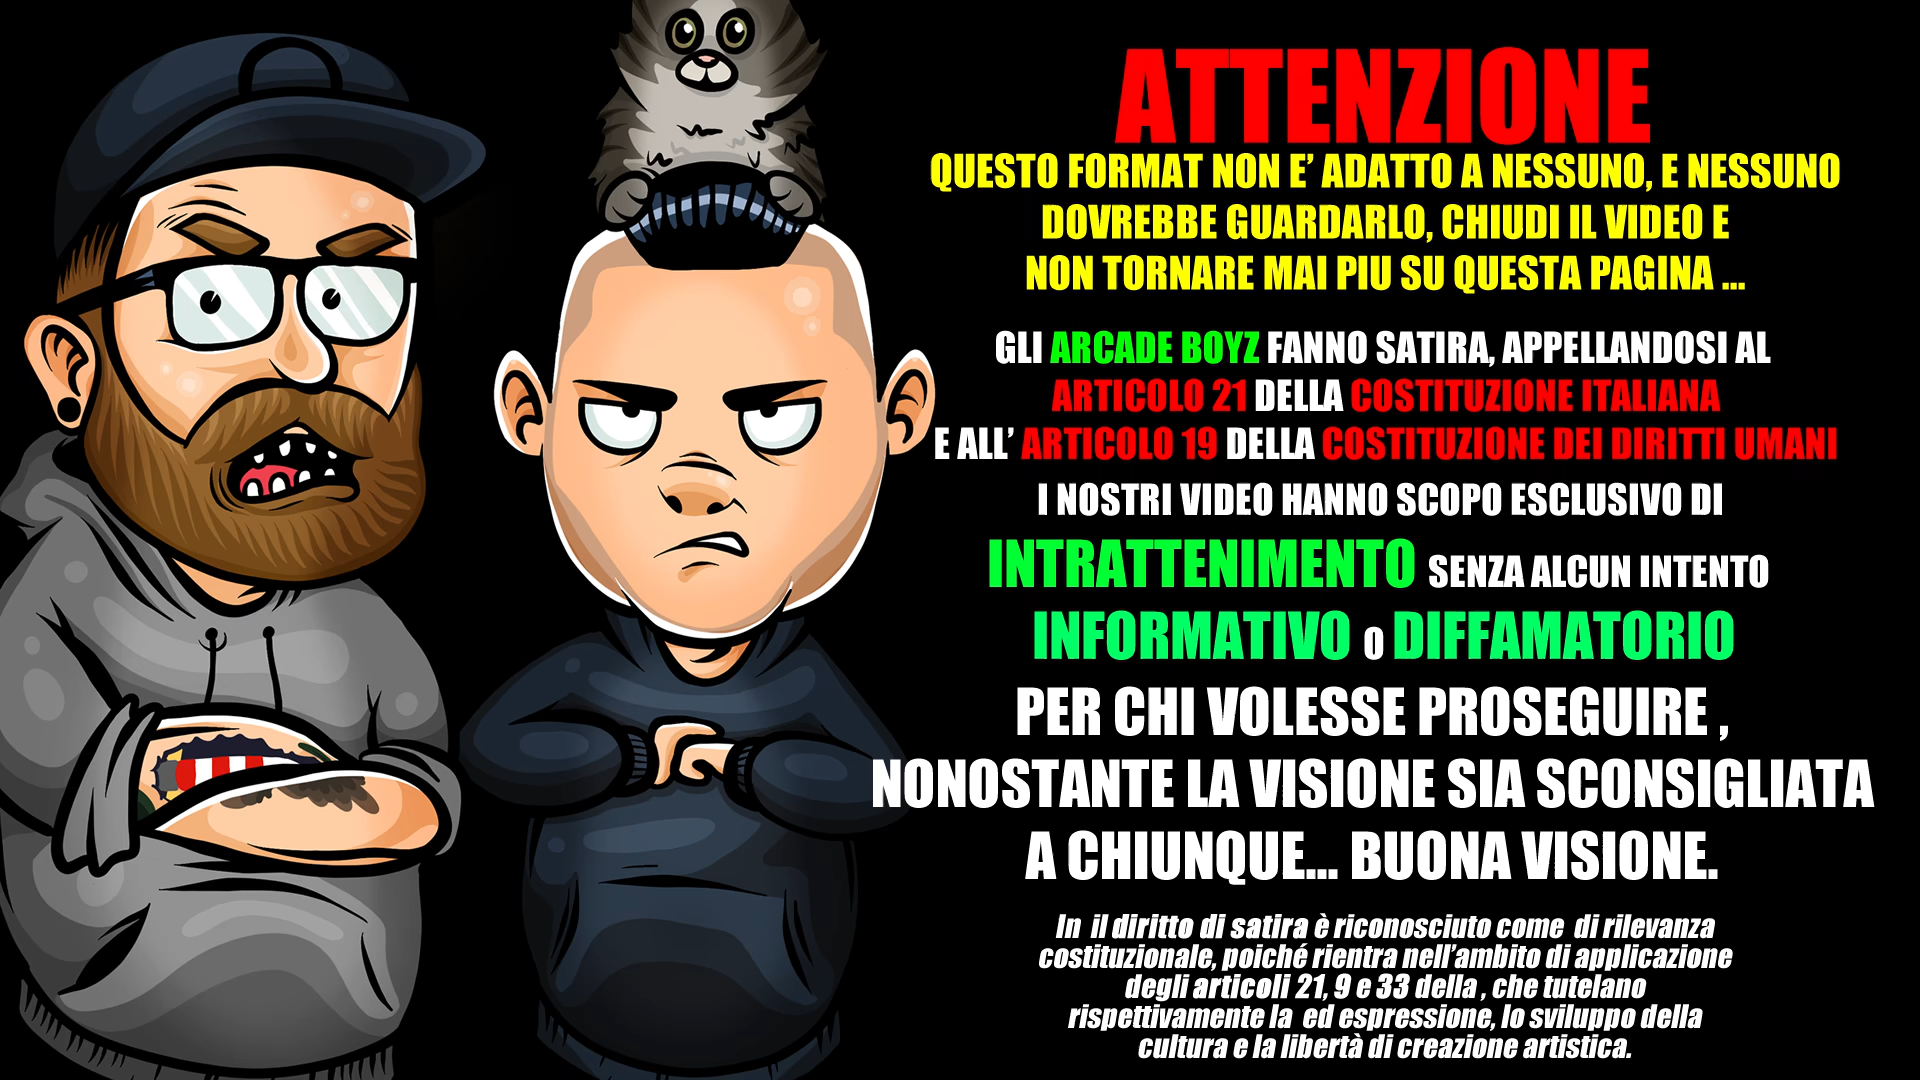 ATTENZIONE
QUESTO FORMAT NON E' ADATTO A NESSUNO, E NESSUNO
DOVREBBE GUARDARLO, CHIUDI IL VIDEO E
NON TORNARE MAI PIU SU QUESTA PAGINA ...
GLI ARCADE BOYZ FANNO SATIRA, APPELLANDOSI AL
ARTICOLO 21 DELLA COSTITUZIONE ITALIANA
E ALL' ARTICOLO 19 DELLA COSTITUZIONE DEI DIRITTI UMANI
I NOSTRI VIDEO HANNO SCOPO ESCLUSIVO DI
INTRATTENIMENTO SENZA ALCUN INTENTO
INFORMATIVO O DIFFAMATORIO
PER CHI VOLESSE PROSEGUIRE ,
NONOSTANTE LA VISIONE SIA SCONSIGLIATA
A CHIUNQUE... BUONA VISIONE.
In il diritto di satira è riconosciuto come di rilevanza
costituzionale, poiché rientra nell'ambito di applicazione
degli articoli 21, 9 e 33 della , che tutelano
rispettivamente la ed espressione, lo sviluppo della
cultura e la libertà di creazione artistica.